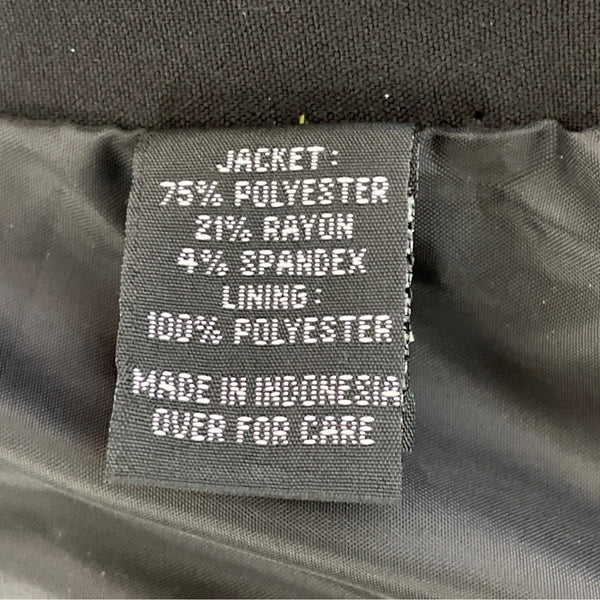 JACKET:
75% POLYESTER
21% RAYON
4% SPANDEX
LINING:
100% POLYESTER
MADE IN INDONESIA
OVER FOR CARE